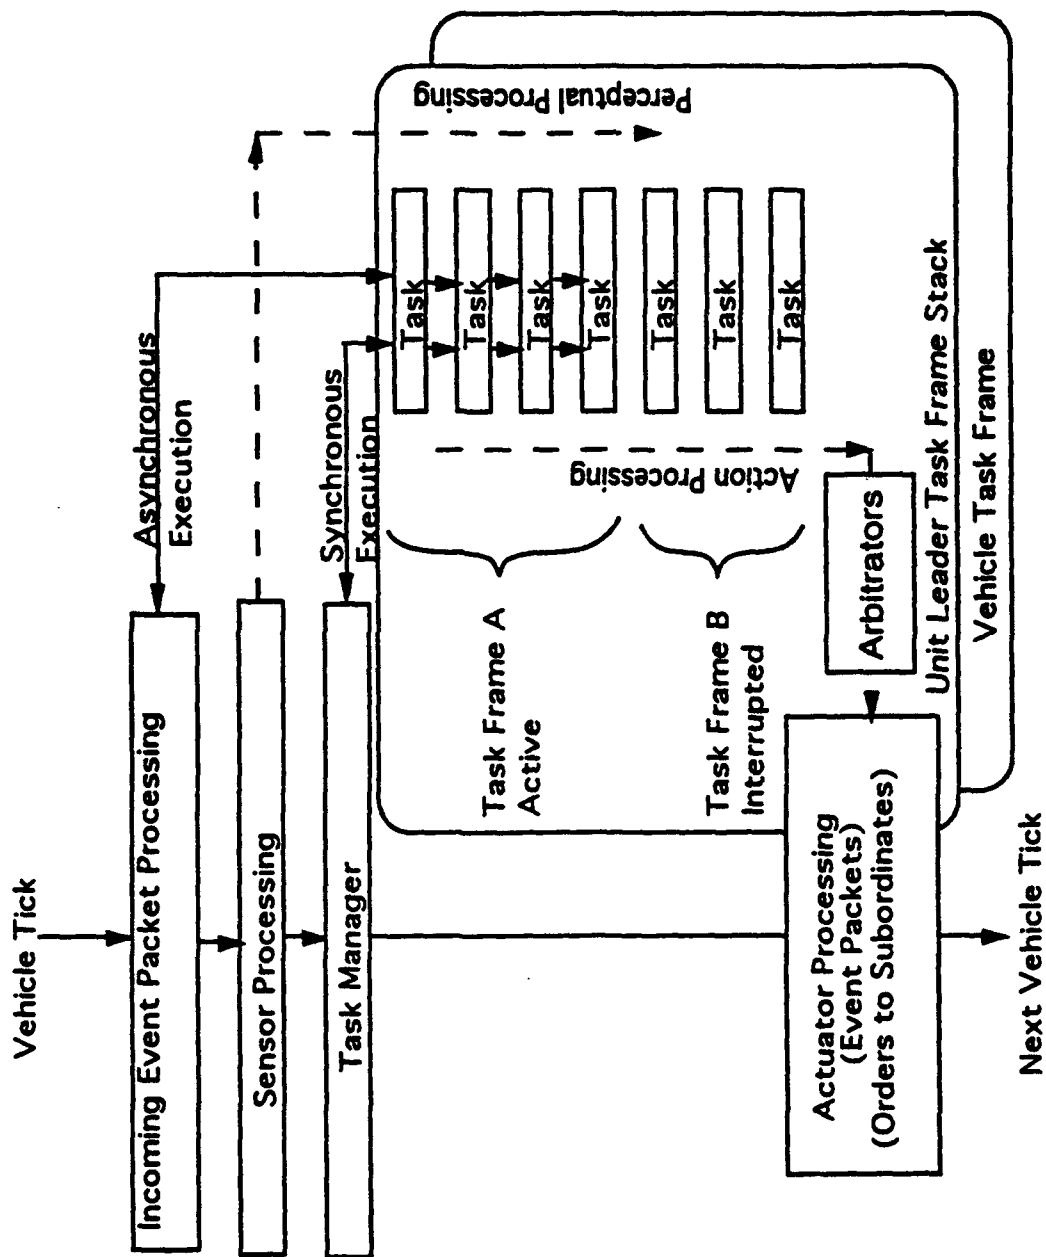 Vehicle Tick
Incoming Event Packet Processing
Asynchronous
Execution
Sensor Processing
Synchronous
Execution
Task Manager
Perceptual Processing
Task
Task
Task
Task
Task
Task
Task
Action Processing
Task Frame A
Active
Task Frame B
Interrupted
Arbitrators
Unit Leader Task Frame Stack
Vehicle Task Frame
Actuator Processing
(Event Packets)
(Orders to Subordinates)
Next Vehicle Tick